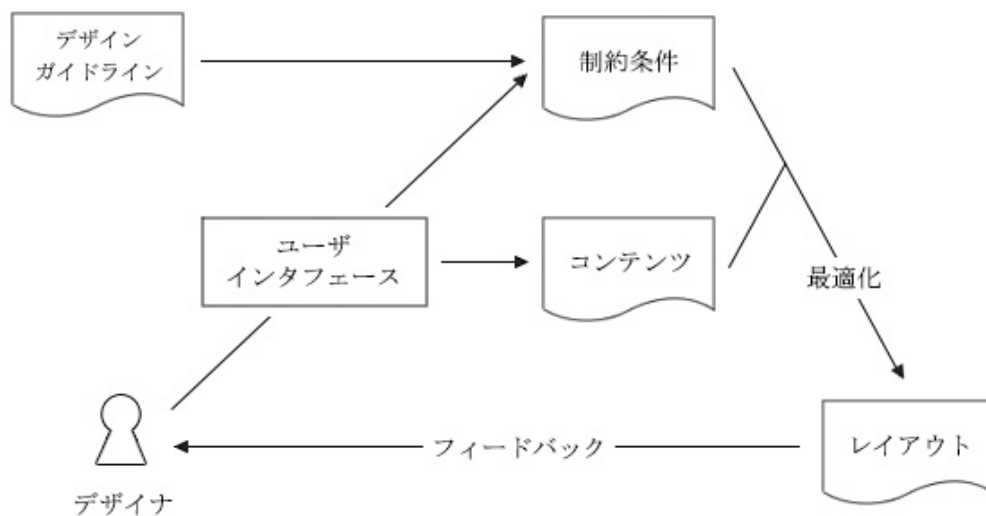 デザイン
ガイドライン
制約条件
ユーザ
インタフェース
コンテンツ
最適化
フィードバック
レイアウト
デザイナ